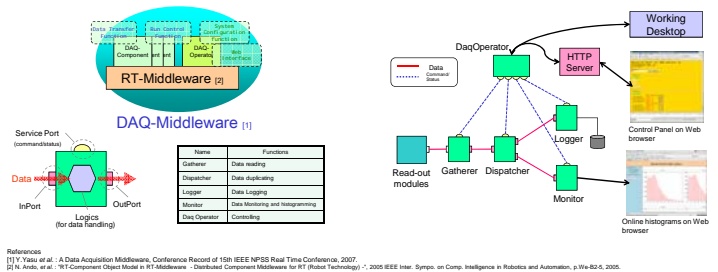 Data Transfer
Function
Run Control
Function
System
Configuration
Function
Web
Interface
DAQ-
Component
DAQ-
Operator
RT-Middleware [2]
DAQ-Middleware [1]
Service Port
(command/status)
Data
InPort
OutPort
Logics
(for data handling)
Name Functions
Gatherer Data reading
Dispatcher Data duplicating
Logger Data Logging
Monitor Data Monitoring and histogramming
Daq Operator Controlling
Data
Command/
Status
DaqOperator
Working
Desktop
HTTP
Server
Control Panel on Web
browser
Read-out
modules
Gatherer
Dispatcher
Logger
Monitor
Online histograms on Web
browser
References
[1] Y.Yasu et al. : A Data Acquisition Middleware, Conference Record of 15th IEEE NPSS Real Time Conference, 2007.
[2] N. Ando, et al. : "RT-Component Object Model in RT-Middleware - Distributed Component Middleware for RT (Robot Technology) -", 2005 IEEE Inter. Sympo. on Comp. Intelligence in Robotics and Automation, p.We-B2-5, 2005.